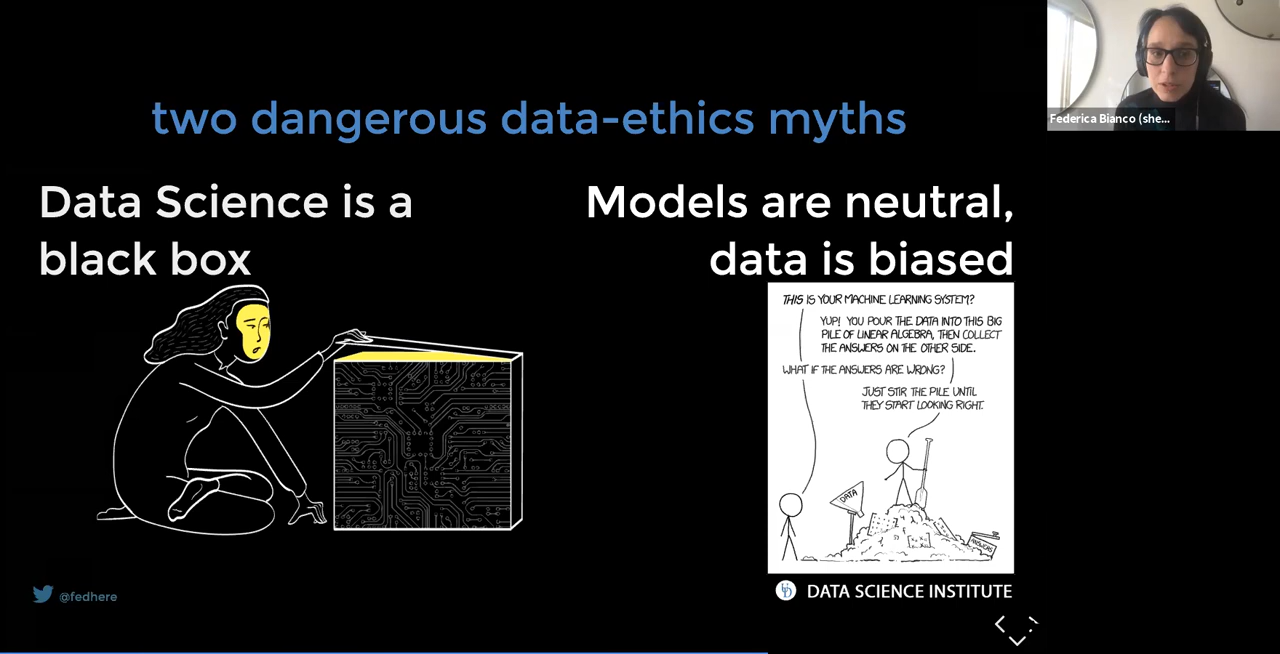 Federica Bianco (she...
two dangerous data-ethics myths
Data Science is a
black box
Models are neutral,
data is biased
THIS IS YOUR MACHINE LEARNING SYSTEM?
YUP! YOU POUR THE DATA INTO THIS BIG
PILE OF LINEAR ALGEBRA, THEN COLLECT
THE ANSWERS ON THE OTHER SIDE.
WHAT IF THE ANSWERS ARE WRONG?
JUST STIR THE PILE UNTIL
THEY START LOOKING RIGHT.
DATA
ANSWERS
@fedhere
UD
DATA SCIENCE INSTITUTE